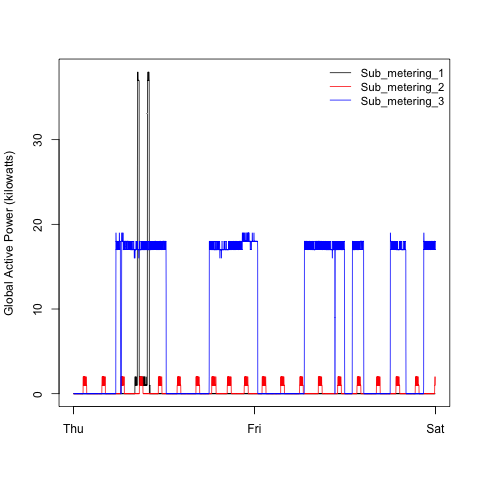 Sub_metering_1
Sub_metering_2
Sub_metering_3
Global Active Power (kilowatts)
30
20
10
0
Thu Fri Sat